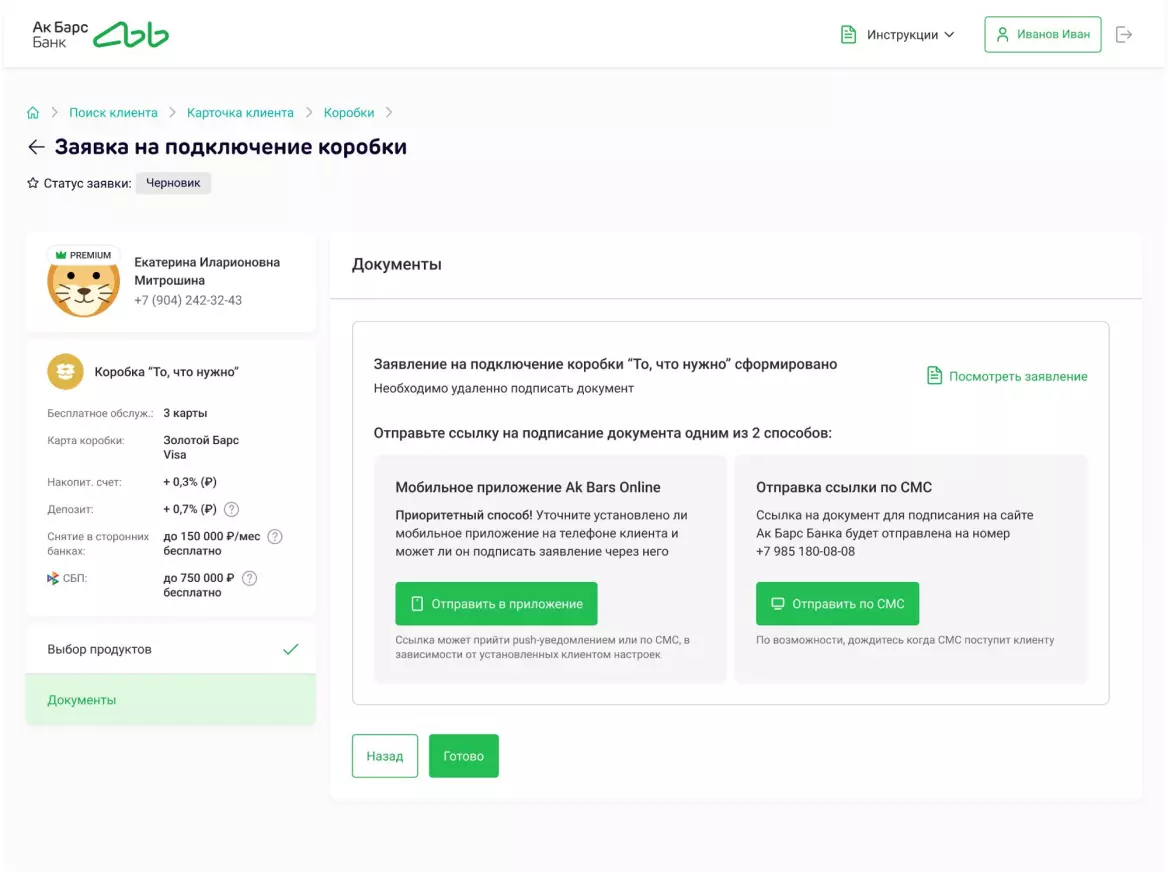 Ак Барс
Банк
Инструкции
Иванов Иван
Поиск клиента
Карточка клиента
Коробки
Заявка на подключение коробки
Статус заявки: Черновик
PREMIUM
Екатерина Иларионовна
Митрошина
+7 (904) 242-32-43
Коробка “То, что нужно”
Бесплатное обслуж.: 3 карты
Карта коробки: Золотой Барс
Visa
Накопит. счет: + 0,3% (₽)
Депозит: + 0,7% (₽) ?
Снятие в сторонних до 150 000 ₽/мес ?
банках: бесплатно
СБП: до 750 000 ₽ ?
бесплатно
Выбор продуктов
Документы
Документы
Заявление на подключение коробки “То, что нужно” сформировано
Необходимо удаленно подписать документ
Посмотреть заявление
Отправьте ссылку на подписание документа одним из 2 способов:
Мобильное приложение Ak Bars Online
Приоритетный способ! Уточните установлено ли
мобильное приложение на телефоне клиента и
может ли он подписать заявление через него
Отправить в приложение
Ссылка может прийти push-уведомлением или по СМС, в
зависимости от установленных клиентом настроек
Отправка ссылки по СМС
Ссылка на документ для подписания на сайте
Ак Барс Банка будет отправлена на номер
+7 985 180-08-08
Отправить по СМС
По возможности, дождитесь когда СМС поступит клиенту
Назад
Готово